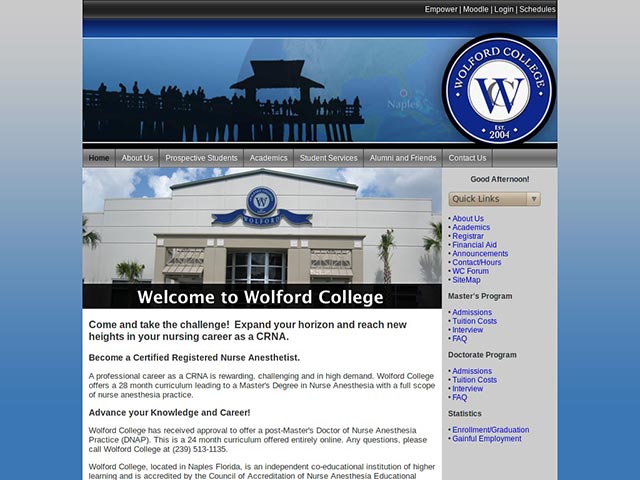 Empower | Moodle | Login | Schedules
Naples
WOLFORD COLLEGE
WC
EST.
2004
Home
About Us
Prospective Students
Academics
Student Services
Alumni and Friends
Contact Us
WOLFORD
Welcome to Wolford College
Come and take the challenge! Expand your horizon and reach new
heights in your nursing career as a CRNA.
Become a Certified Registered Nurse Anesthetist.
A professional career as a CRNA is rewarding, challenging and in high demand. Wolford College
offers a 28 month curriculum leading to a Master's Degree in Nurse Anesthesia with a full scope
of nurse anesthesia practice.
Advance your Knowledge and Career!
Wolford College has received approval to offer a post-Master's Doctor of Nurse Anesthesia
Practice (DNAP). This is a 24 month curriculum offered entirely online. Any questions, please
call Wolford College at (239) 513-1135.
Wolford College, located in Naples Florida, is an independent co-educational institution of higher
learning and is accredited by the Council of Accreditation of Nurse Anesthesia Educational
Good Afternoon!
Quick Links
• About Us
• Academics
• Registrar
• Financial Aid
• Announcements
• Contact/Hours
• WC Forum
• SiteMap
Master's Program
• Admissions
• Tuition Costs
• Interview
• FAQ
Doctorate Program
• Admissions
• Tuition Costs
• Interview
• FAQ
Statistics
• Enrollment/Graduation
• Gainful Employment